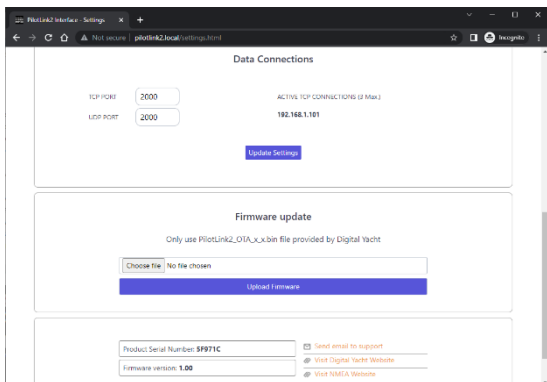 PilotLink2 Interface - Settings
Not secure | pilotlink2.local/settings.html
Incognito
Data Connections
TCP PORT 2000 ACTIVE TCP CONNECTIONS (3 Max.)
UDP PORT 2000 192.168.1.101
Update Settings
Firmware update
Only use PilotLink2_OTA_x_x.bin file provided by Digital Yacht
Choose file No file chosen
Upload Firmware
Product Serial Number: 5F971C
Firmware version: 1.00
Send email to support
Visit Digital Yacht Website
Visit NMEA Website